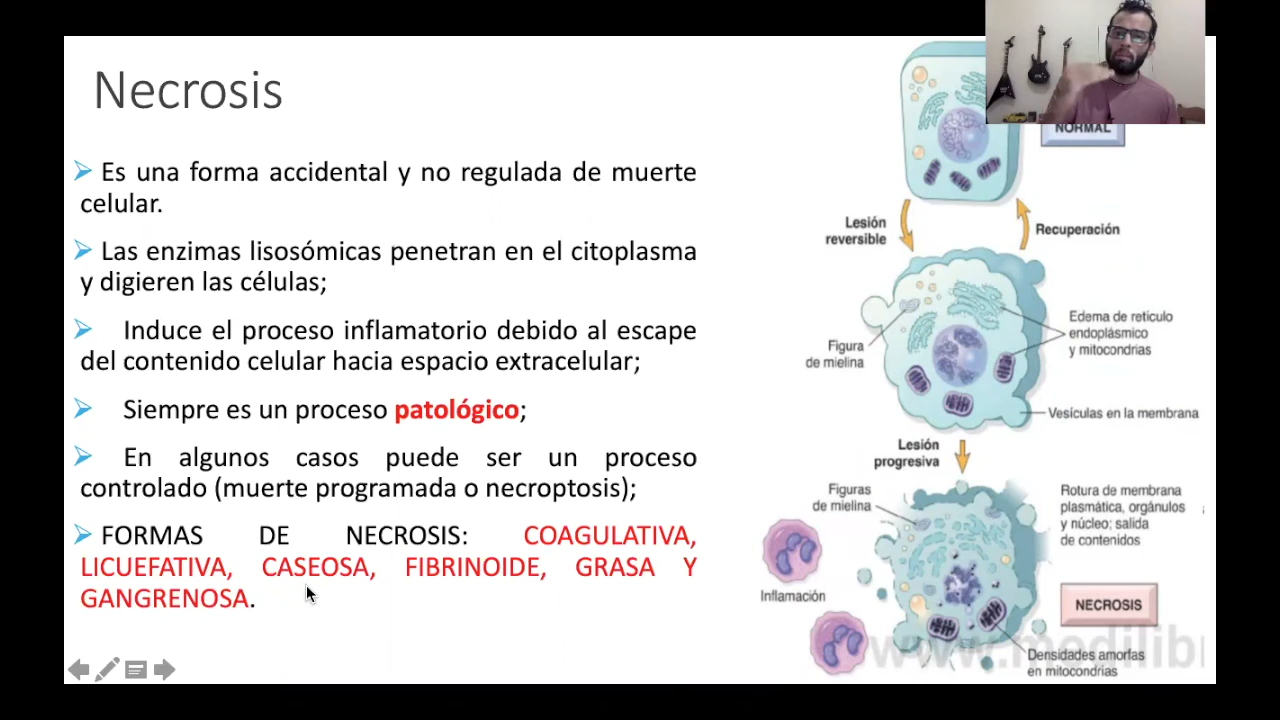 Necrosis
➢ Es una forma accidental y no regulada de muerte
celular.
➢ Las enzimas lisosómicas penetran en el citoplasma
y digieren las células;
➢ Induce el proceso inflamatorio debido al escape
del contenido celular hacia espacio extracelular;
➢ Siempre es un proceso patológico;
➢ En algunos casos puede ser un proceso
controlado (muerte programada o necroptosis);
➢ FORMAS DE NECROSIS: COAGULATIVA,
LICUEFATIVA, CASEOSA, FIBRINOIDE, GRASA Y
GANGRENOSA.
NORMAL
Lesión
reversible
Recuperación
Figura
de mielina
Edema de retículo
endoplásmico
y mitocondrias
Vesículas en la membrana
Lesión
progresiva
Figuras
de mielina
Rotura de membrana
plasmática, orgánulos
y núcleo; salida
de contenidos
Inflamación
NECROSIS
www.medilib
Densidades amorfas
en mitocondrias